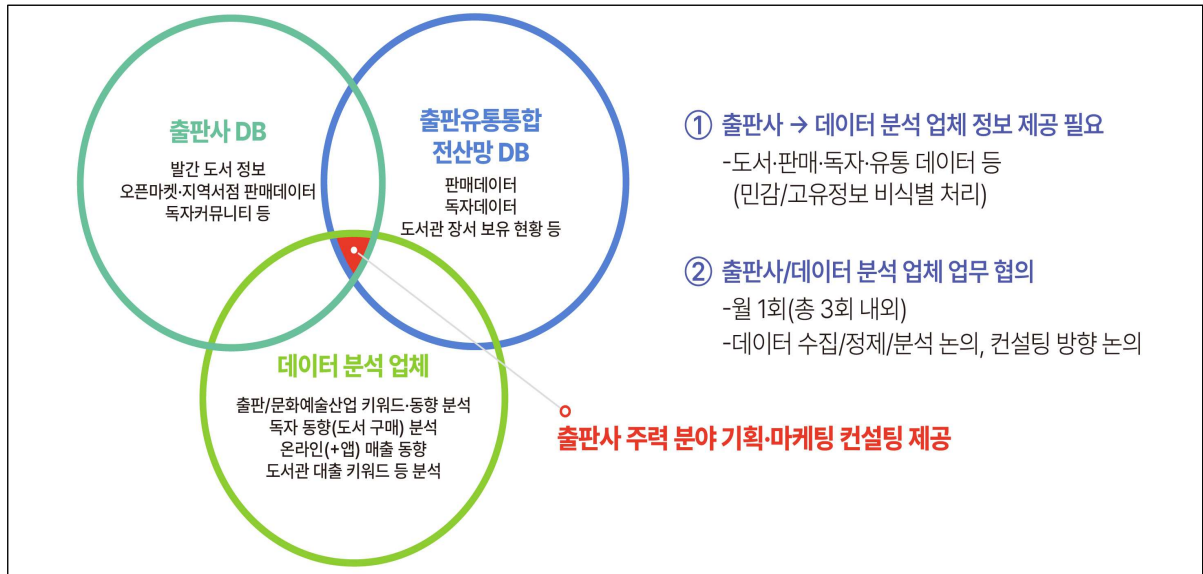 출판사 DB
발간 도서 정보
오픈마켓·지역서점 판매데이터
독자커뮤니티 등
출판유통통합
전산망 DB
판매데이터
독자데이터
도서관 장서 보유 현황 등
데이터 분석 업체
출판/문화예술산업 키워드·동향 분석
독자 동향(도서 구매) 분석
온라인(+앱) 매출 동향
도서관 대출 키워드 등 분석
① 출판사 → 데이터 분석 업체 정보 제공 필요
-도서·판매·독자·유통 데이터 등
(민감/고유정보 비식별 처리)
② 출판사/데이터 분석 업체 업무 협의
-월 1회(총 3회 내외)
-데이터 수집/정제/분석 논의, 컨설팅 방향 논의
출판사 주력 분야 기획·마케팅 컨설팅 제공